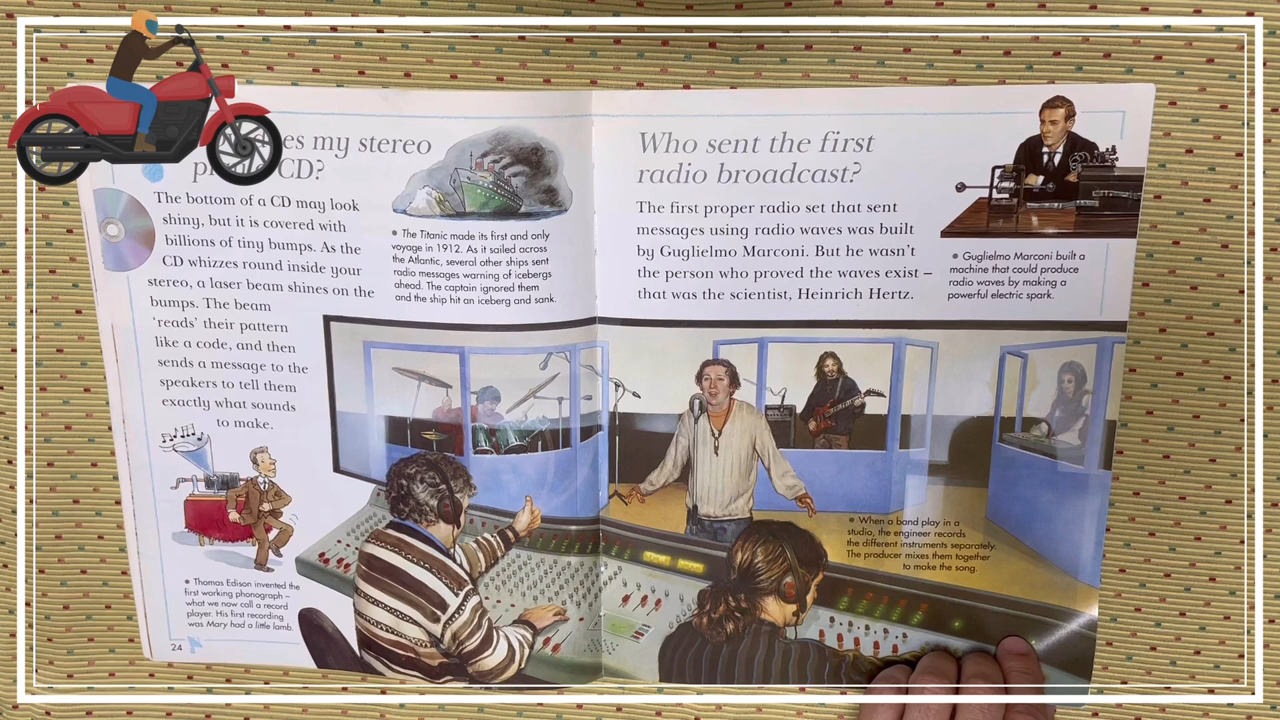 es my stereo
CD?
The bottom of a CD may look
shiny, but it is covered with
billions of tiny bumps. As the
CD whizzes round inside your
stereo, a laser beam shines on the
bumps. The beam
‘reads’ their pattern
like a code, and then
sends a message to the
speakers to tell them
exactly what sounds
to make.
• The Titanic made its first and only
voyage in 1912. As it sailed across
the Atlantic, several other ships sent
radio messages warning of icebergs
ahead. The captain ignored them
and the ship hit an iceberg and sank.
• Thomas Edison invented the
first working phonograph –
what we now call a record
player. His first recording
was Mary had a little lamb.
24
Who sent the first
radio broadcast?
The first proper radio set that sent
messages using radio waves was built
by Guglielmo Marconi. But he wasn’t
the person who proved the waves exist –
that was the scientist, Heinrich Hertz.
• Guglielmo Marconi built a
machine that could produce
radio waves by making a
powerful electric spark.
• When a band play in a
studio, the engineer records
the different instruments separately.
The producer mixes them together
to make the song.